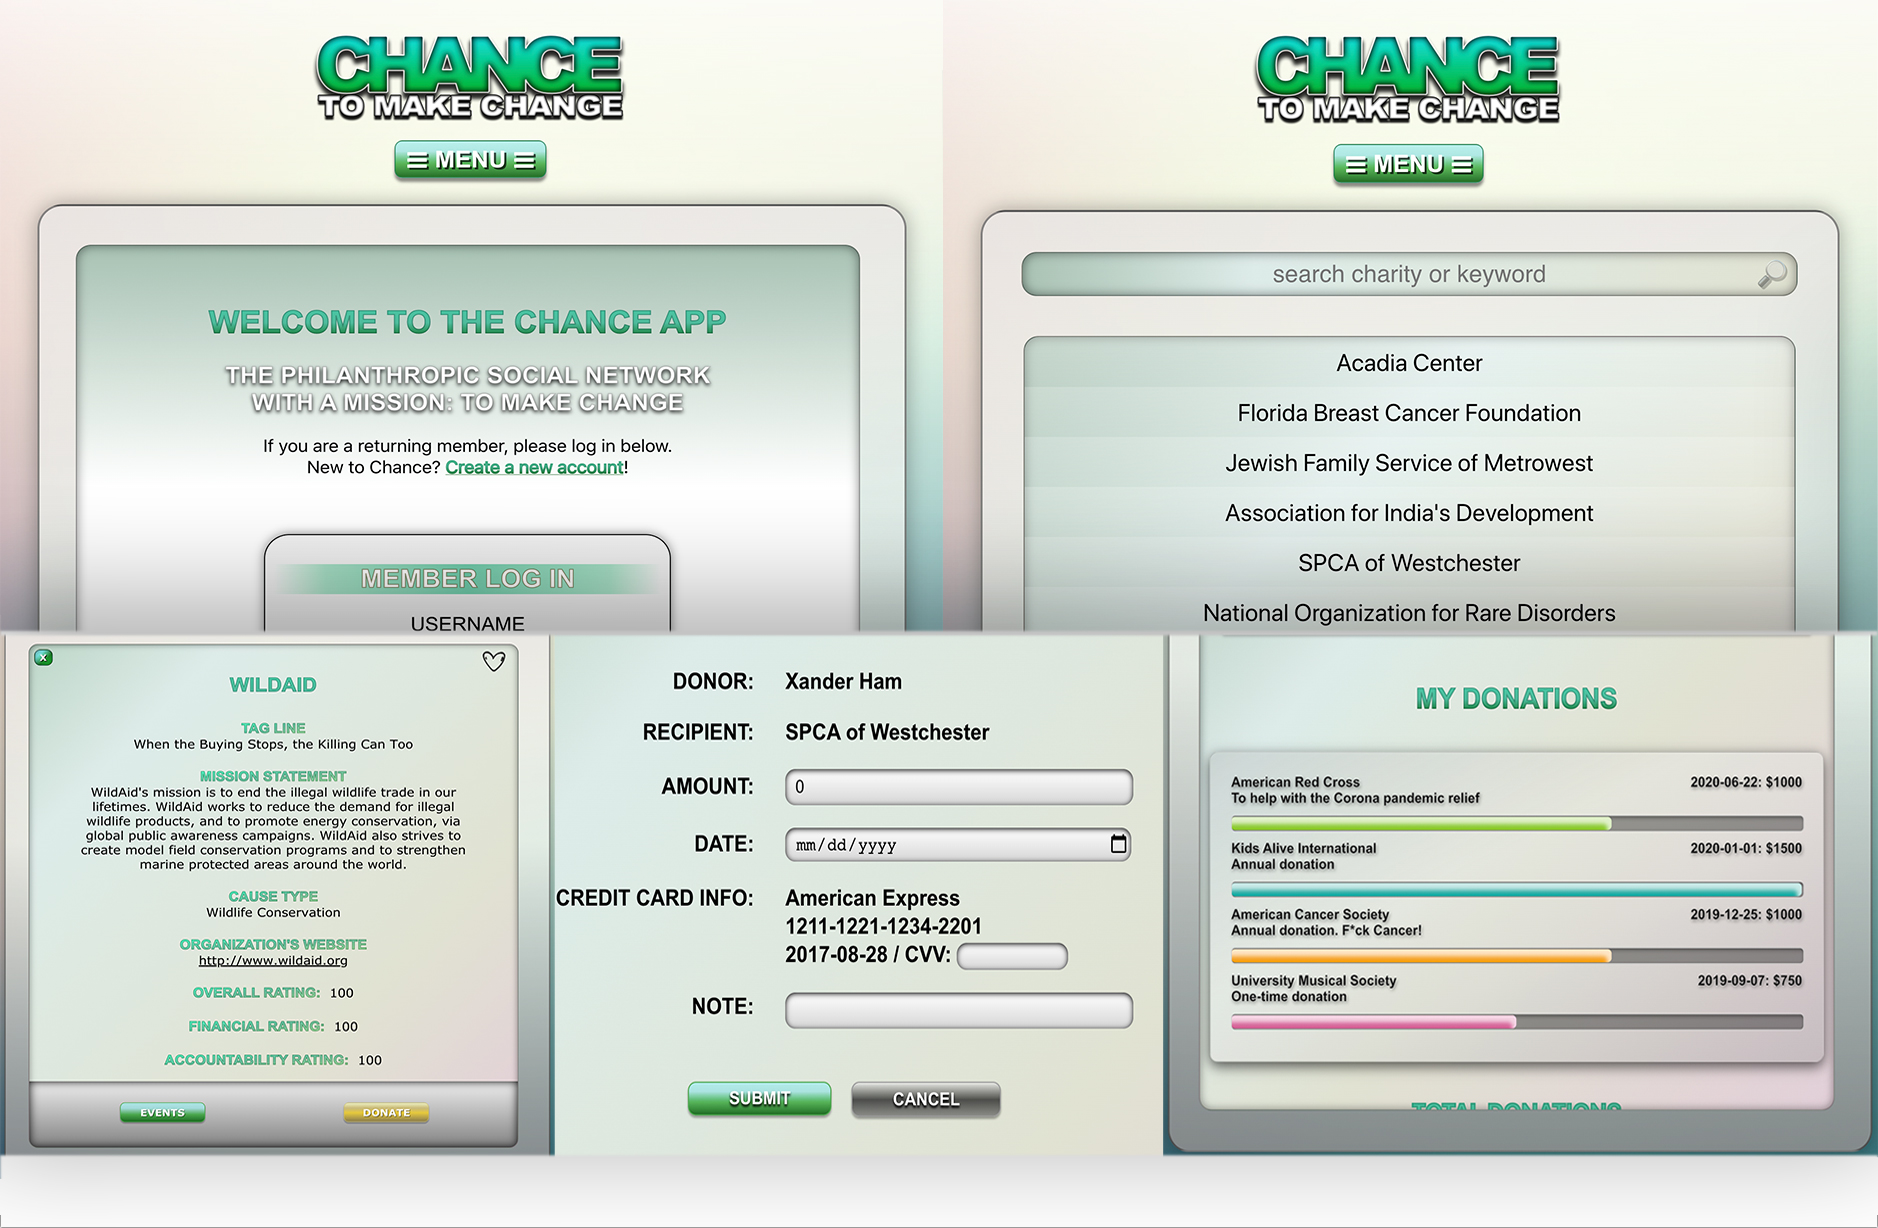 CHANCE
TO MAKE CHANGE
MENU
WELCOME TO THE CHANCE APP
THE PHILANTHROPIC SOCIAL NETWORK
WITH A MISSION: TO MAKE CHANGE
If you are a returning member, please log in below.
New to Chance? Create a new account!
MEMBER LOG IN
USERNAME
CHANCE
TO MAKE CHANGE
MENU
search charity or keyword
Acadia Center
Florida Breast Cancer Foundation
Jewish Family Service of Metrowest
Association for India's Development
SPCA of Westchester
National Organization for Rare Disorders
X
WILDAID
TAG LINE
When the Buying Stops, the Killing Can Too
MISSION STATEMENT
WildAid's mission is to end the illegal wildlife trade in our
lifetimes. WildAid works to reduce the demand for illegal
wildlife products, and to promote energy conservation, via
global public awareness campaigns. WildAid also strives to
create model field conservation programs and to strengthen
marine protected areas around the world.
CAUSE TYPE
Wildlife Conservation
ORGANIZATION'S WEBSITE
http://www.wildaid.org
OVERALL RATING: 100
FINANCIAL RATING: 100
ACCOUNTABILITY RATING: 100
EVENTS
DONATE
DONOR: Xander Ham
RECIPIENT: SPCA of Westchester
AMOUNT: 0
DATE: mm/dd/yyyy
CREDIT CARD INFO: American Express
1211-1221-1234-2201
2017-08-28 / CVV:
NOTE:
SUBMIT
CANCEL
MY DONATIONS
American Red Cross 2020-06-22: $1000
To help with the Corona pandemic relief
Kids Alive International 2020-01-01: $1500
Annual donation
American Cancer Society 2019-12-25: $1000
Annual donation. F*ck Cancer!
University Musical Society 2019-09-07: $750
One-time donation
TOTAL DONATIONS